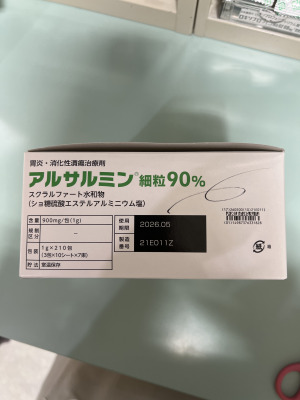 胃炎・消化性潰瘍治療剤
アルサルミン®細粒90%
スクラルファート水和物
(ショ糖硫酸エステルアルミニウム塩)
含量 900mg/包(1g)
規制区分 −
包装 1g×210包
(3包×10シート×7束)
貯法 室温保存
使用期限 2026.05
製造番号 21E011Z
紙 箱